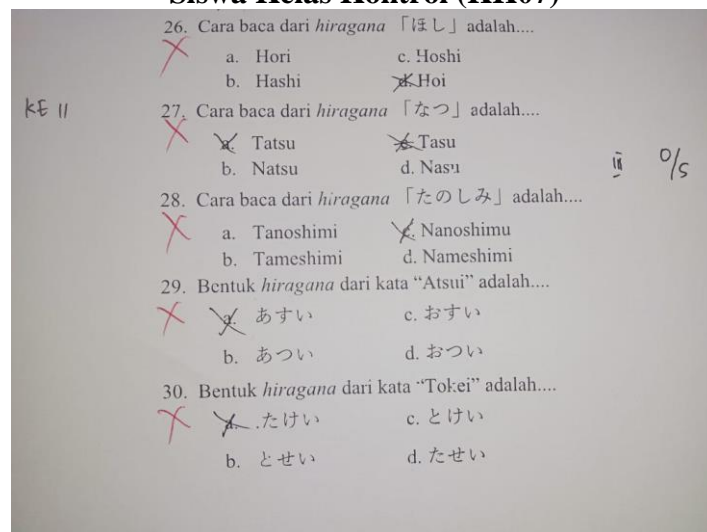 Siswa Kelas Kontrol (KK07)
26. Cara baca dari hiragana 「ほし」 adalah....
a. Hori c. Hoshi
b. Hashi d. Hoi
KE 11
27. Cara baca dari hiragana 「なつ」 adalah....
a. Tatsu c. Tasu
b. Natsu d. Nasu
0/5
28. Cara baca dari hiragana 「たのしみ」 adalah....
a. Tanoshimi c. Nanoshimu
b. Tameshimi d. Nameshimi
29. Bentuk hiragana dari kata “Atsui” adalah....
a. あすい c. おすい
b. あつい d. おつい
30. Bentuk hiragana dari kata “Tokei” adalah....
a. .たけい c. とけい
b. とせい d. たせい